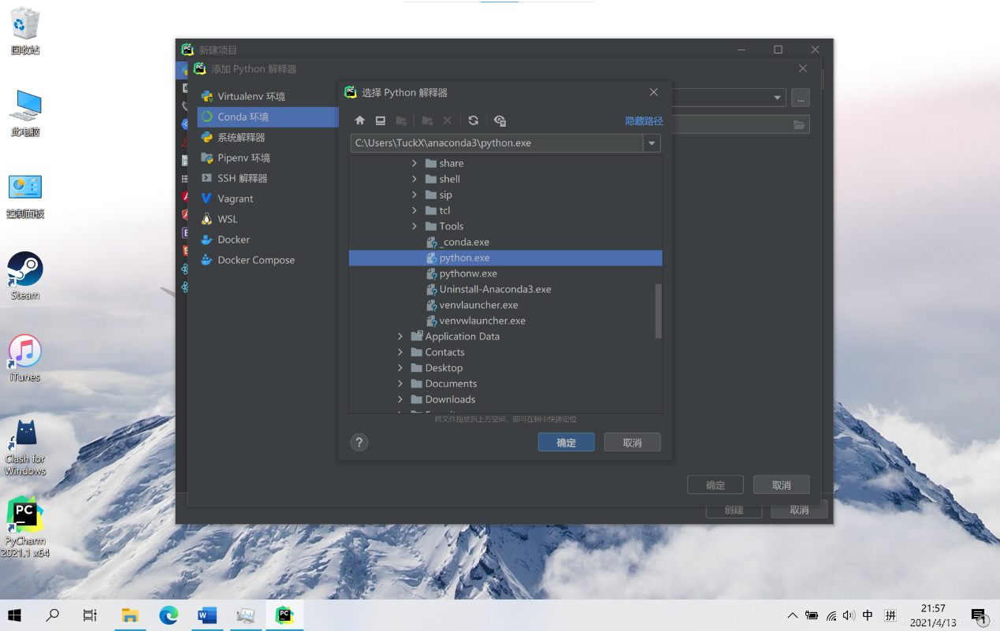 回收站
此电脑
控制面板
Steam
iTunes
Clash for
Windows
PyCharm
2021.1 x64
新建项目
添加 Python 解释器
Virtualenv 环境
Conda 环境
系统解释器
Pipenv 环境
SSH 解释器
Vagrant
WSL
Docker
Docker Compose
选择 Python 解释器
隐藏路径
C:\Users\TuckX\anaconda3\python.exe
share
shell
sip
tcl
Tools
_conda.exe
python.exe
pythonw.exe
Uninstall-Anaconda3.exe
venvlauncher.exe
venvwlauncher.exe
Application Data
Contacts
Desktop
Documents
Downloads
将文件拖放到上方空间，即可在树中快速定位
?
确定
取消
...
确定
取消
创建
取消
中
拼
21:57
2021/4/13
1